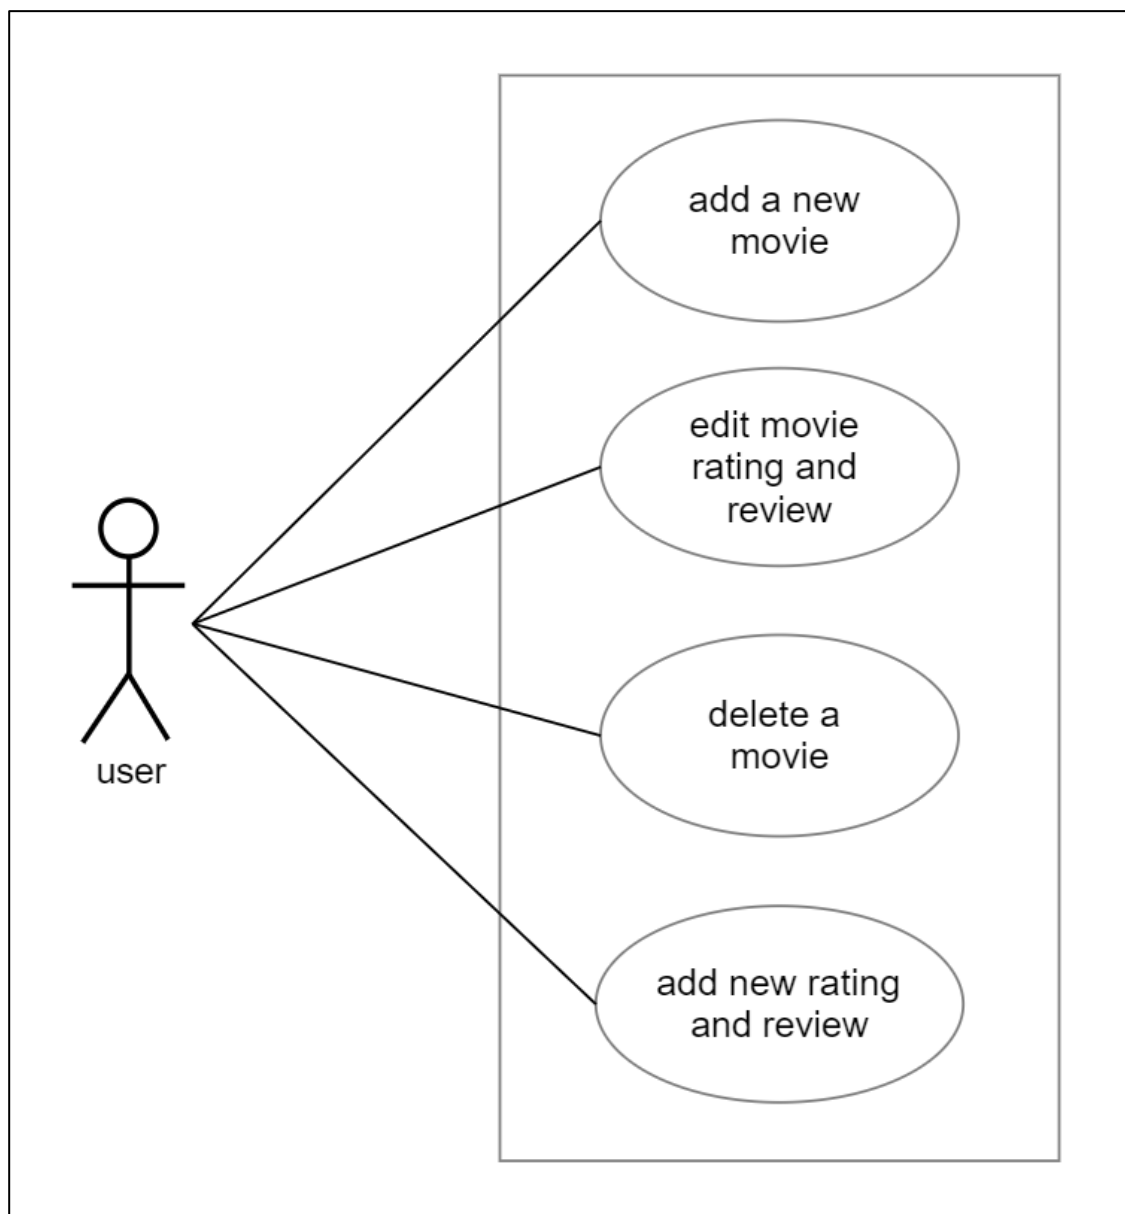 add a new
movie
edit movie
rating and
review
user
delete a
movie
add new rating
and review